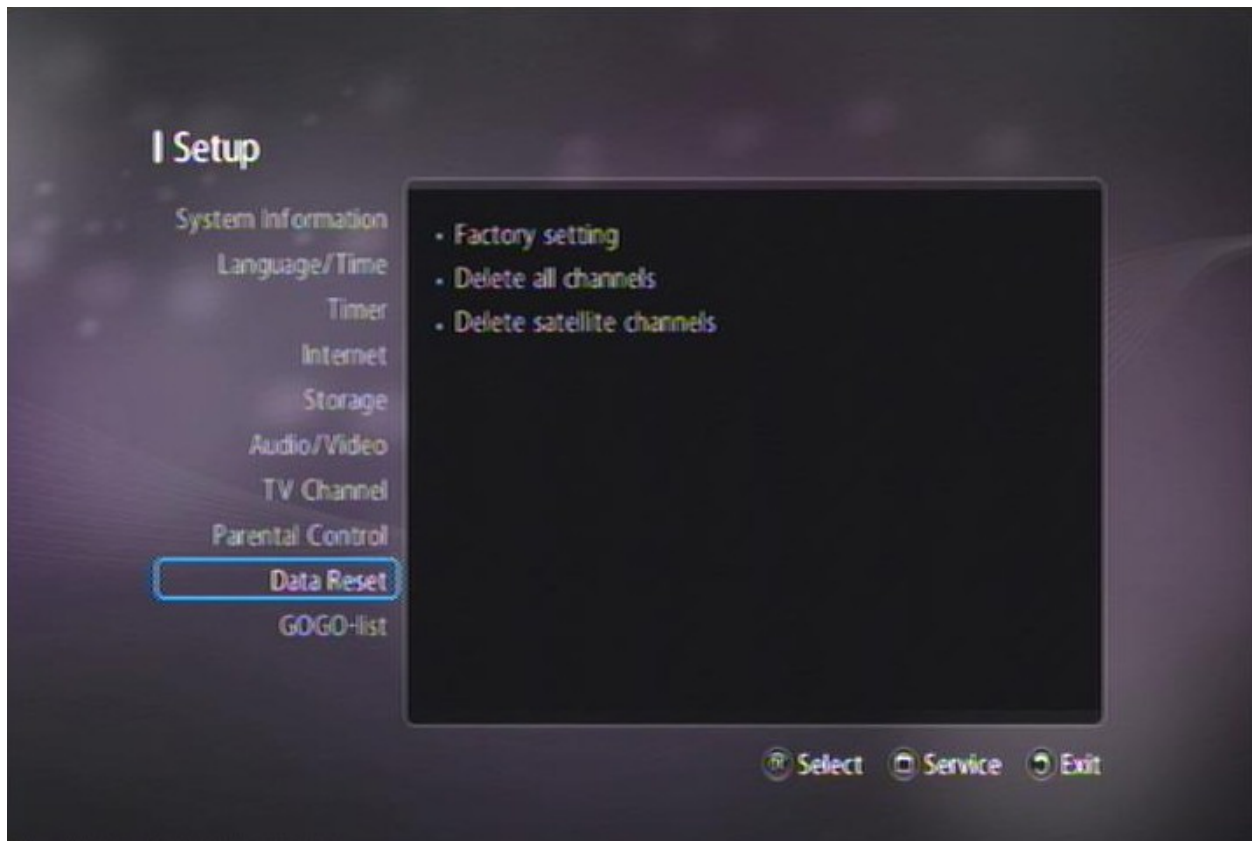 Setup
System Information
Language/Time
Timer
Internet
Storage
Audio/Video
TV Channel
Parental Control
Data Reset
GOGO-list
• Factory setting
• Delete all channels
• Delete satellite channels
Select Service Exit